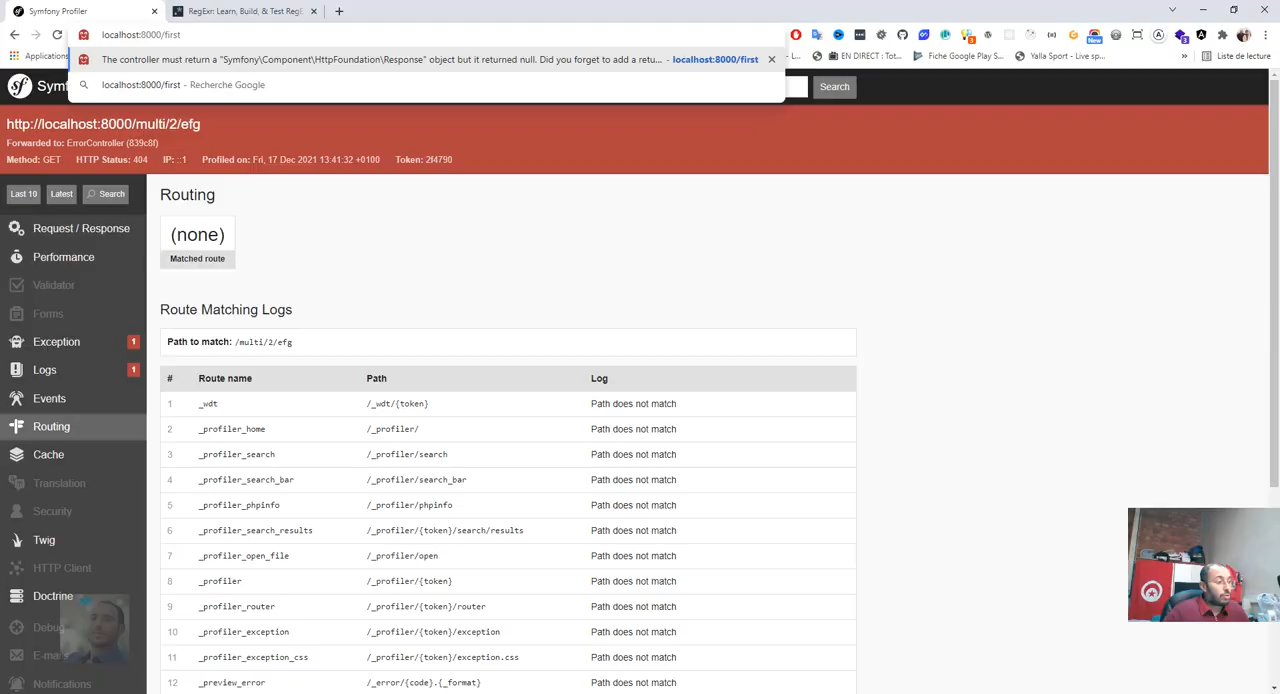 Symfony Profiler
RegExr: Learn, Build, & Test RegE
localhost:8000/first
The controller must return a "Symfony\Component\HttpFoundation\Response" object but it returned null. Did you forget to add a retu... - localhost:8000/first
localhost:8000/first - Recherche Google
Applications
EN DIRECT : Tot...
Fiche Google Play S...
Yalla Sport - Live sp...
»
Liste de lecture
Symf
Search
http://localhost:8000/multi/2/efg
Forwarded to: ErrorController (839c8f)
Method: GET HTTP Status: 404 IP: ::1 Profiled on: Fri, 17 Dec 2021 13:41:32 +0100 Token: 2f4790
Last 10 Latest Search
Request / Response
Performance
Validator
Forms
Exception 1
Logs 1
Events
Routing
Cache
Translation
Security
Twig
HTTP Client
Doctrine
Debug
E-ma
Notifications
Routing
(none)
Matched route
Route Matching Logs
Path to match: /multi/2/efg
# Route name Path Log
1 _wdt /_wdt/{token} Path does not match
2 _profiler_home /_profiler/ Path does not match
3 _profiler_search /_profiler/search Path does not match
4 _profiler_search_bar /_profiler/search_bar Path does not match
5 _profiler_phpinfo /_profiler/phpinfo Path does not match
6 _profiler_search_results /_profiler/{token}/search/results Path does not match
7 _profiler_open_file /_profiler/open Path does not match
8 _profiler /_profiler/{token} Path does not match
9 _profiler_router /_profiler/{token}/router Path does not match
10 _profiler_exception /_profiler/{token}/exception Path does not match
11 _profiler_exception_css /_profiler/{token}/exception.css Path does not match
12 _preview_error /_error/{code}.{_format} Path does not match